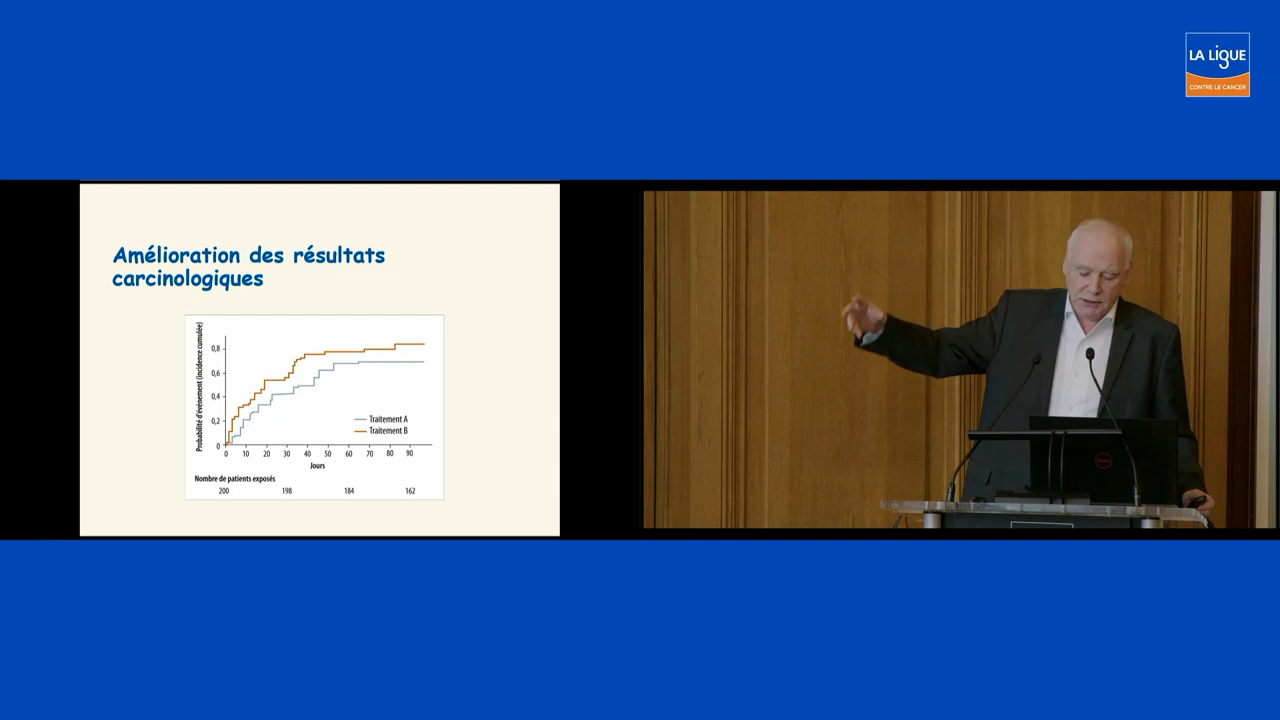 LA LIGUE
CONTRE LE CANCER
Amélioration des résultats
carcinologiques
Probabilité d'événement (incidence cumulée)
0,8
0,6
0,4
0,2
0
0 10 20 30 40 50 60 70 80 90
Jours
Traitement A
Traitement B
Nombre de patients exposés
200 198 184 162
DELL